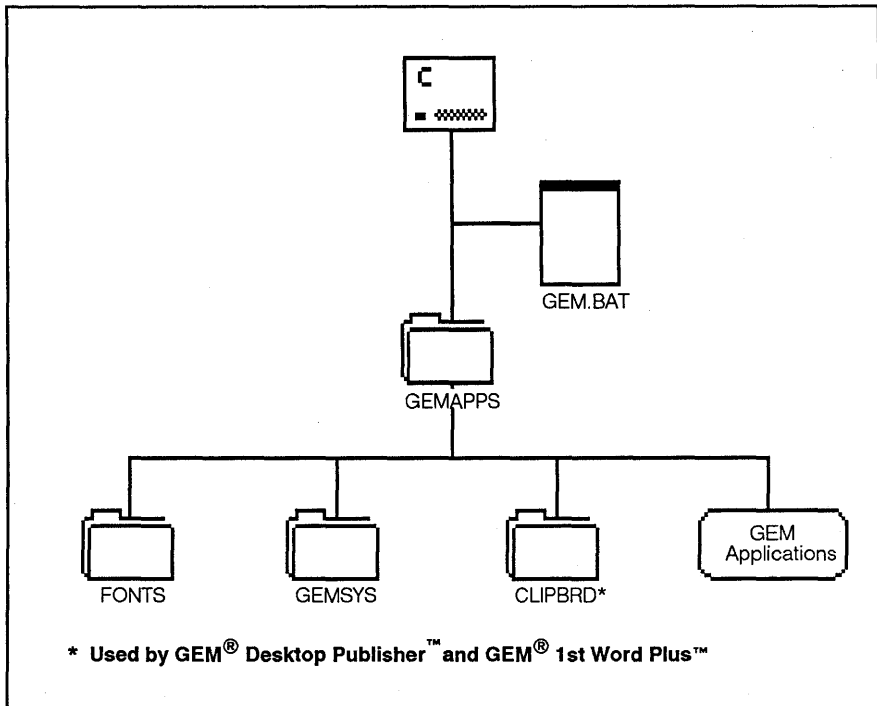 C
GEM.BAT
GEMAPPS
FONTS
GEMSYS
CLIPBRD*
GEM
Applications
* Used by GEM® Desktop Publisher™ and GEM® 1st Word Plus™